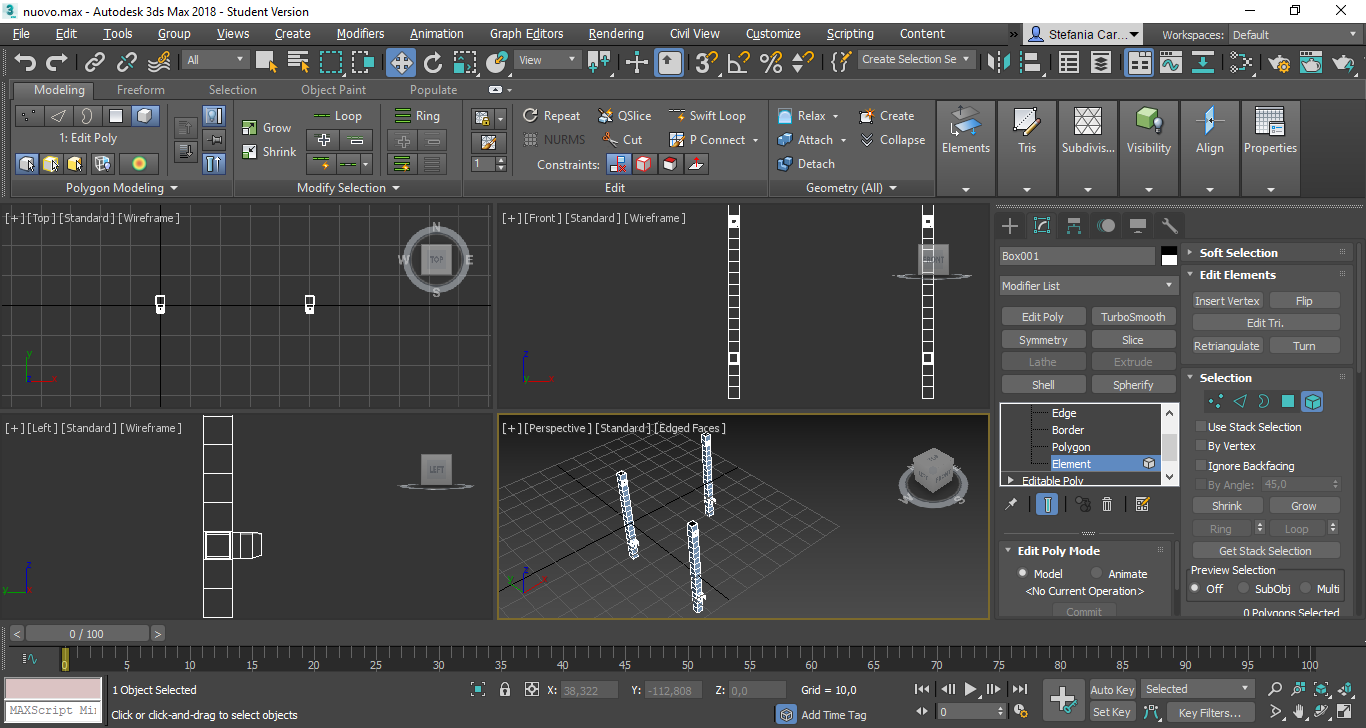 nuovo.max - Autodesk 3ds Max 2018 - Student Version
File Edit Tools Group Views Create Modifiers Animation Graph Editors Rendering Civil View Customize Scripting Content » Stefania Car... Workspaces: Default
All View Create Selection Se
Modeling Freeform Selection Object Paint Populate
Loop Ring Repeat QSlice Swift Loop Relax Create
1: Edit Poly Grow NURMS Cut P Connect Attach Collapse Elements Tris Subdivis... Visibility Align Properties
Shrink 1 Constraints: Detach
Polygon Modeling Modify Selection Edit Geometry (All)
[+] [Top] [Standard] [Wireframe]
N
W TOP E
S
y
z x
[+] [Front] [Standard] [Wireframe]
FRONT
z
y x
[+] [Left] [Standard] [Wireframe]
LEFT
z
y
[+] [Perspective] [Standard] [Edged Faces]
TOP
LEFT FRONT
W S
z
y x
Box001
Modifier List
Edit Poly TurboSmooth
Symmetry Slice
Lathe Extrude
Shell Spherify
Edge
Border
Polygon
Element
Editable Poly
Edit Poly Mode
Model Animate
<No Current Operation>
Commit
Soft Selection
Edit Elements
Insert Vertex Flip
Edit Tri.
Retriangulate Turn
Selection
Use Stack Selection
By Vertex
Ignore Backfacing
By Angle: 45,0
Shrink Grow
Ring Loop
Get Stack Selection
Preview Selection
Off SubObj Multi
0 Polygons Selected
< 0 / 100 >
0 5 10 15 20 25 30 35 40 45 50 55 60 65 70 75 80 85 90 95 100
1 Object Selected X: 38,322 Y: -112,808 Z: 0,0 Grid = 10,0 Auto Key Selected
MAXScript Mi
Click or click-and-drag to select objects Add Time Tag 0 Set Key Key Filters...